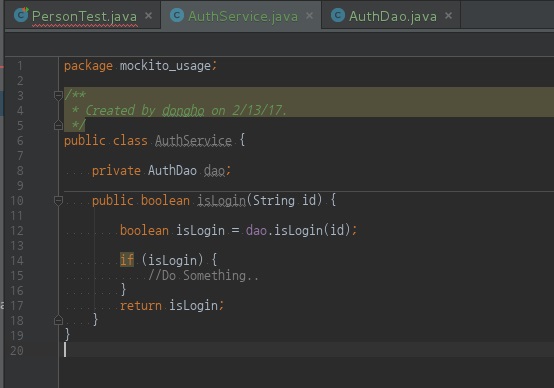 PersonTest.java
AuthService.java
AuthDao.java
1 package mockito_usage;
2
3 /**
4 * Created by dongho on 2/13/17.
5 */
6 public class AuthService {
7
8 private AuthDao dao;
9
10 public boolean isLogin(String id) {
11
12 boolean isLogin = dao.isLogin(id);
13
14 if (isLogin) {
15 //Do Something..
16 }
17 return isLogin;
18 }
19 }
20